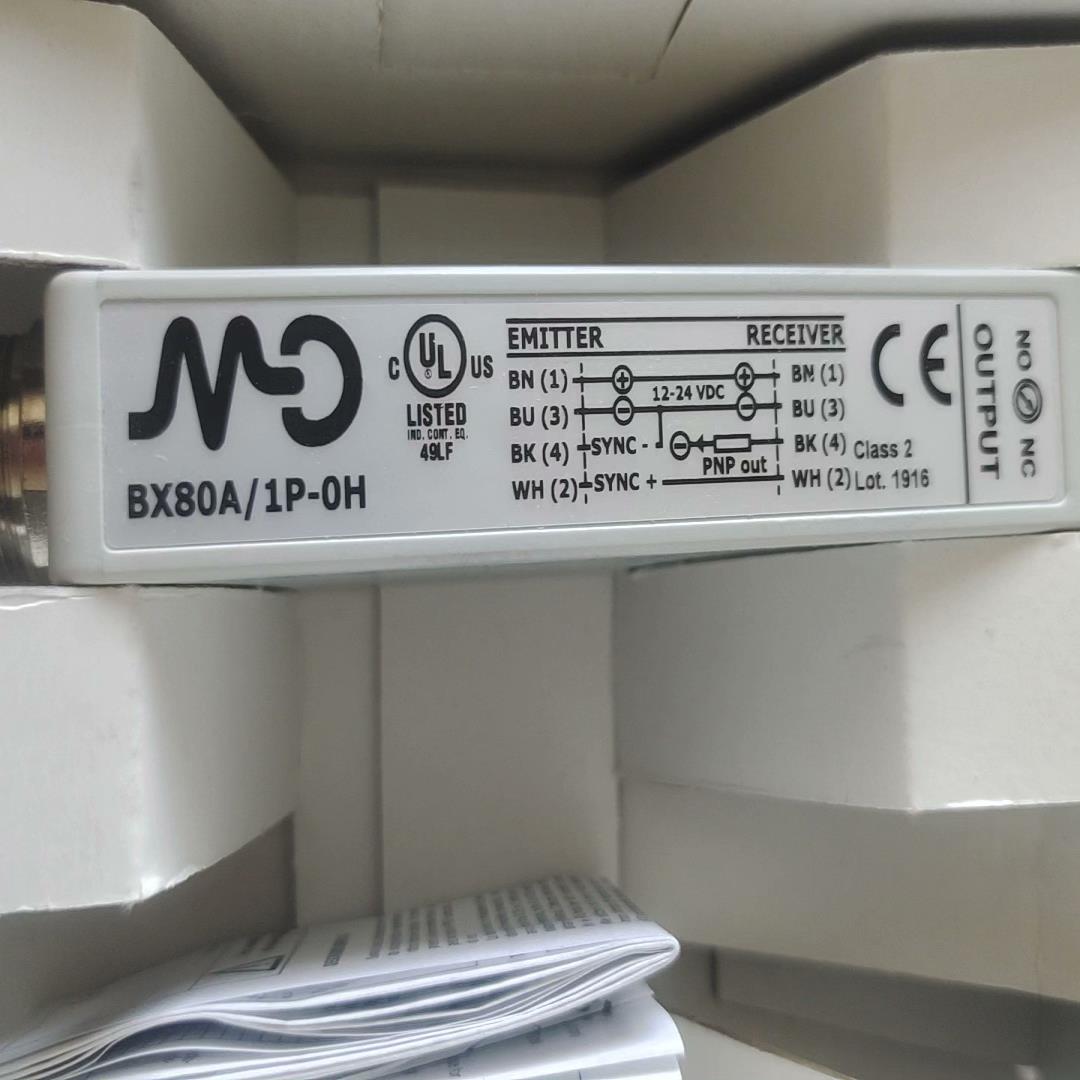 C UL US
LISTED
IND. CONT. EQ.
49LF
BX80A/1P-0H
EMITTER RECEIVER
BN (1) + + BN (1)
12-24 VDC
BU (3) - - BU (3)
BK (4) SYNC - - BK (4)
PNP out
WH (2) SYNC + WH (2)
CE
Class 2
Lot. 1916
OUTPUT
NO NC